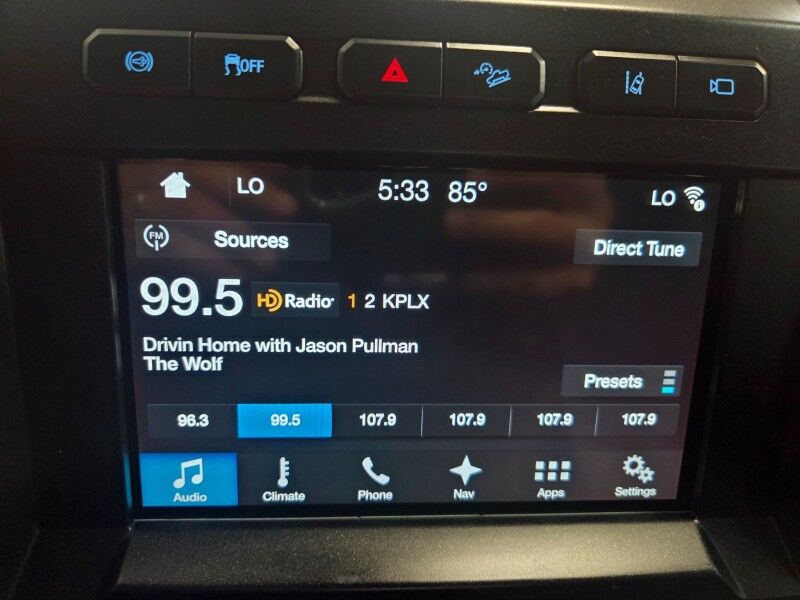 OFF
LO 5:33 85° LO
FM Sources Direct Tune
99.5 HD Radio 1 2 KPLX
Drivin Home with Jason Pullman
The Wolf
Presets
96.3 99.5 107.9 107.9 107.9 107.9
Audio Climate Phone Nav Apps Settings